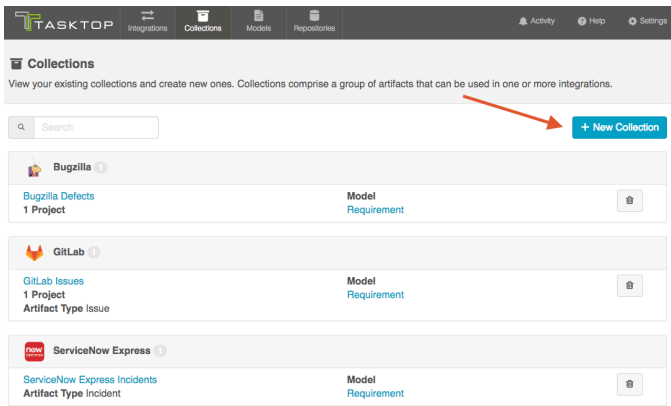 TASKTOP
Integrations
Collections
Models
Repositories
Activity
Help
Settings
Collections
View your existing collections and create new ones. Collections comprise a group of artifacts that can be used in one or more integrations.
Search
+ New Collection
Bugzilla 1
Bugzilla Defects
Model
1 Project
Requirement
GitLab 1
GitLab Issues
Model
1 Project
Requirement
Artifact Type Issue
now
ServiceNow Express 1
ServiceNow Express Incidents
Model
Artifact Type Incident
Requirement